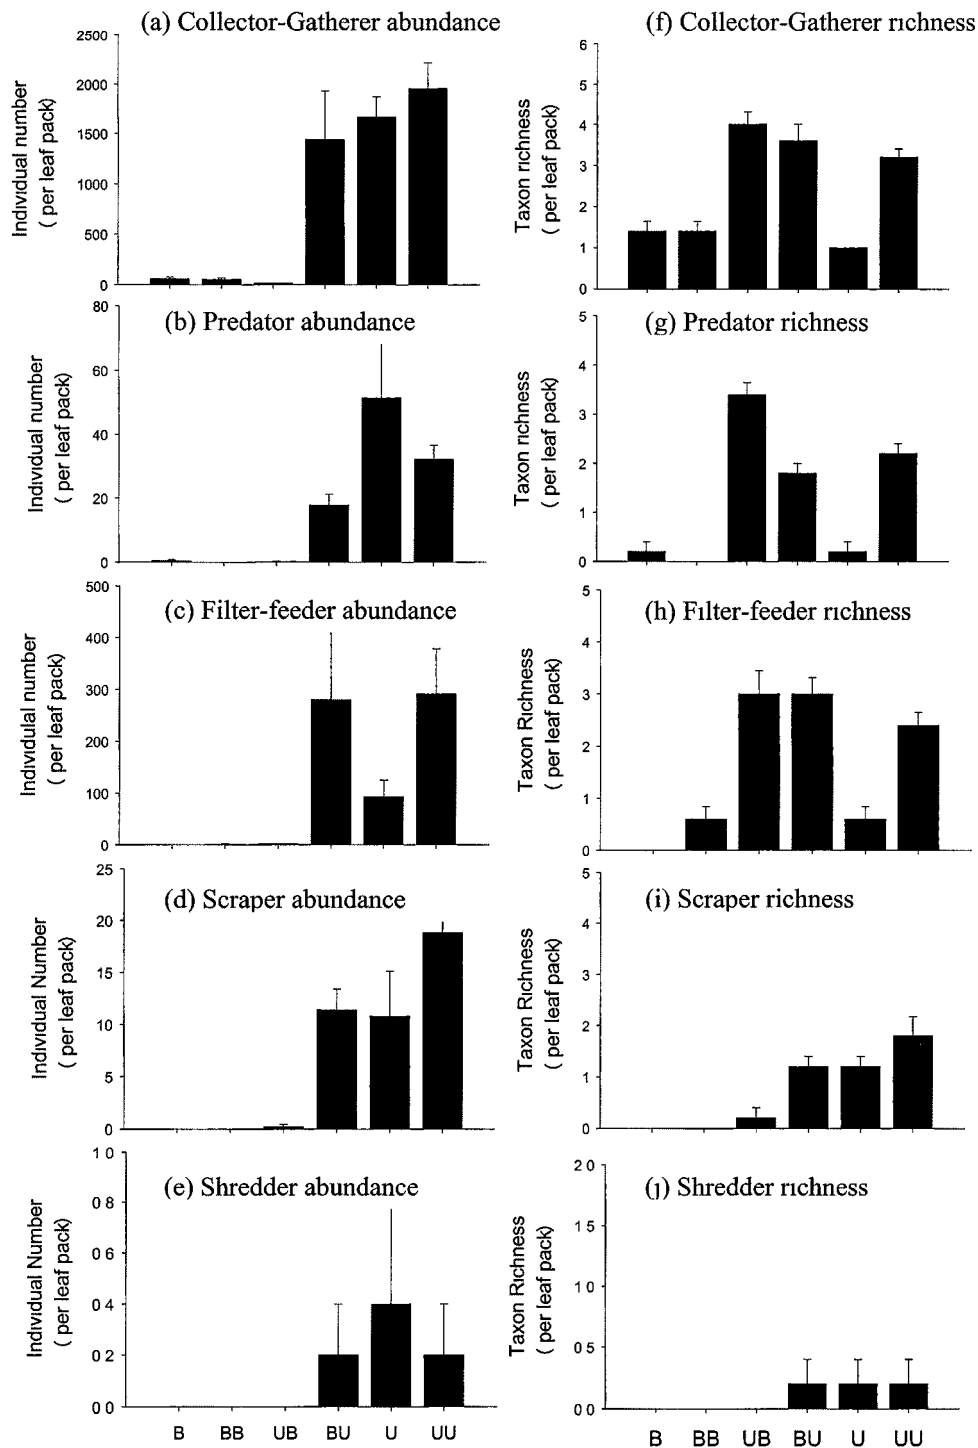 (a) Collector-Gatherer abundance
Individual number
( per leaf pack)
2500
2000
1500
1000
500
0
(f) Collector-Gatherer richness
Taxon richness
( per leaf pack)
6
5
4
3
2
1
0
(b) Predator abundance
Individual number
( per leaf pack)
80
60
40
20
0
(g) Predator richness
Taxon richness
( per leaf pack)
5
4
3
2
1
0
(c) Filter-feeder abundance
Individulal number
( per leaf pack)
500
400
300
200
100
0
(h) Filter-feeder richness
Taxon Richness
( per leaf pack)
5
4
3
2
1
0
(d) Scraper abundance
Individual Number
(per leaf pack)
25
20
15
10
5
0
(i) Scraper richness
Taxon Richness
( per leaf pack)
5
4
3
2
1
0
(e) Shredder abundance
Individual Number
( per leaf pack)
1 0
0 8
0 6
0 4
0 2
0 0
B BB UB BU U UU
(j) Shredder richness
Taxon Richness
( per leaf pack)
2 0
1 5
1 0
0 5
0 0
B BB UB BU U UU